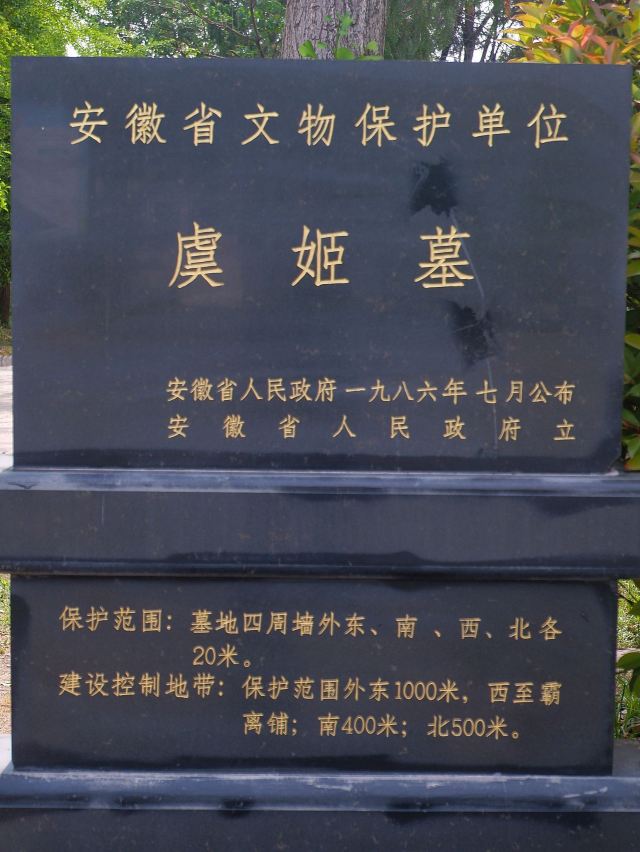 安徽省文物保护单位
虞姬墓
安徽省人民政府一九八六年七月公布
安徽省人民政府立
保护范围：墓地四周墙外东、南、西、北各
20米。
建设控制地带：保护范围外东1000米，西至霸
离铺；南400米；北500米。